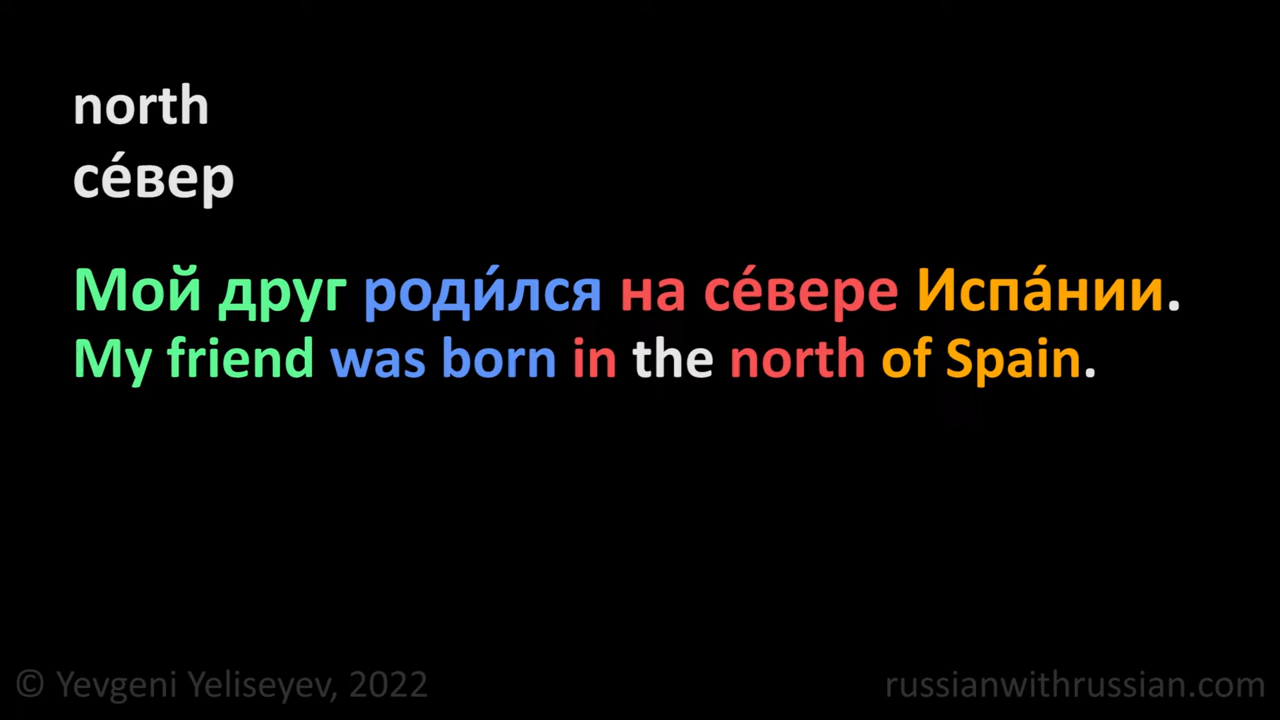 north
се́вер
Мой друг роди́лся на се́вере Испа́нии.
My friend was born in the north of Spain.
© Yevgeni Yeliseyev, 2022
russianwithrussian.com